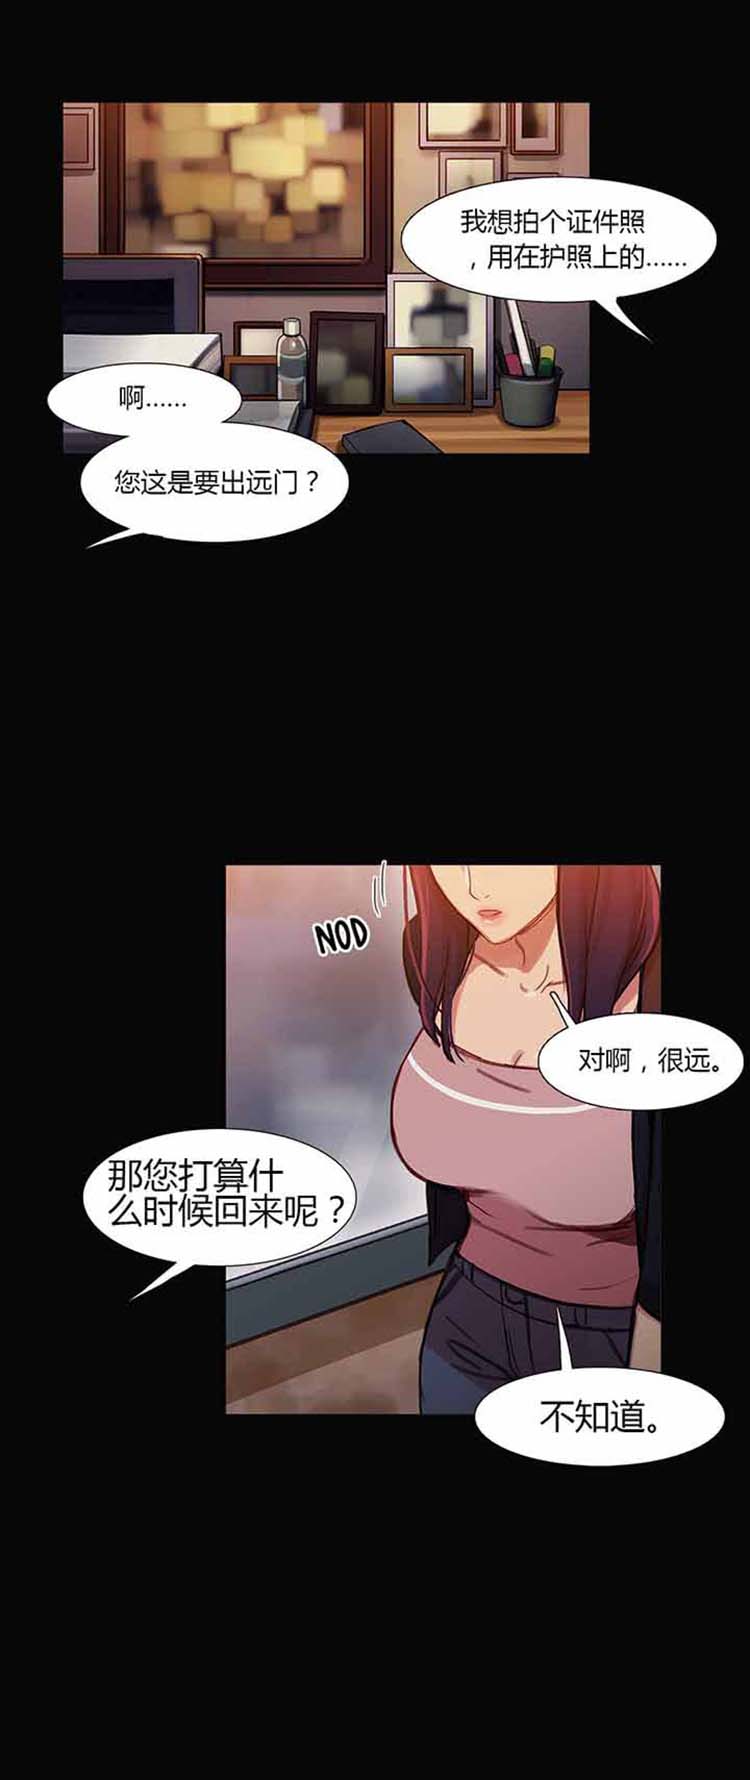 我想拍个证件照
，用在护照上的……
啊……
您这是要出远门？
NOD
对啊，很远。
那您打算什
么时候回来呢？
不知道。